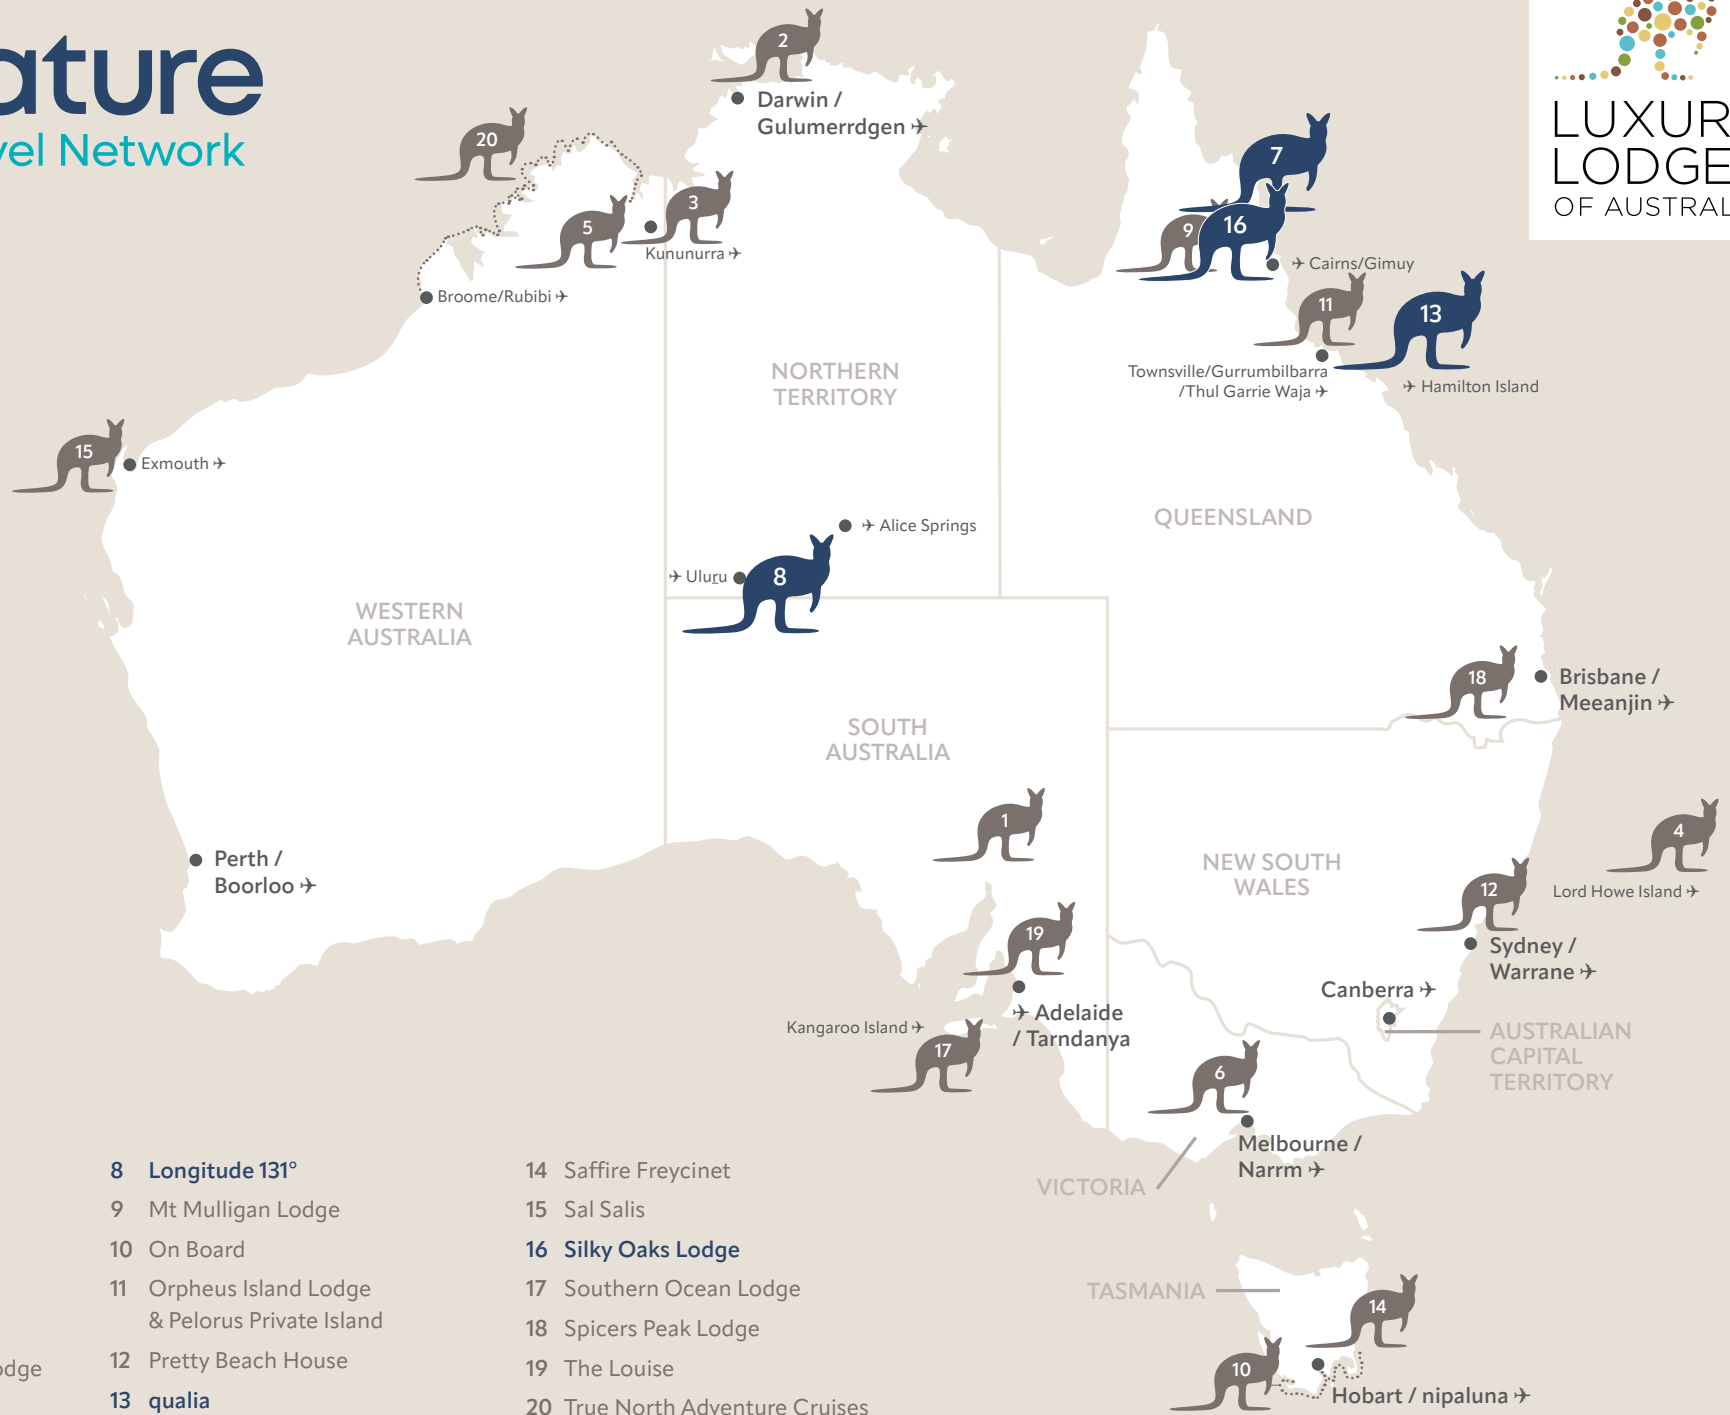 ature
vel Network
LUXUR
LODGE
OF AUSTRAL
2
Darwin /
Gulumerrdgen
20
7
3
5
9
16
Kununurra
Cairns/Gimuy
Broome/Rubibi
11
13
Townsville/Gurrumbilbarra
/Thul Garrie Waja
Hamilton Island
NORTHERN
TERRITORY
15
Exmouth
QUEENSLAND
Alice Springs
Uluṟu
8
WESTERN
AUSTRALIA
18
Brisbane /
Meeanjin
SOUTH
AUSTRALIA
1
4
Lord Howe Island
NEW SOUTH
WALES
12
Perth /
Boorloo
19
Sydney /
Warrane
Canberra
Adelaide
/ Tarndanya
Kangaroo Island
17
AUSTRALIAN
CAPITAL
TERRITORY
6
Melbourne /
Narrm
VICTORIA
TASMANIA
14
10
Hobart / nipaluna
odge
8 Longitude 131°
9 Mt Mulligan Lodge
10 On Board
11 Orpheus Island Lodge
& Pelorus Private Island
12 Pretty Beach House
13 qualia
14 Saffire Freycinet
15 Sal Salis
16 Silky Oaks Lodge
17 Southern Ocean Lodge
18 Spicers Peak Lodge
19 The Louise
20 True North Adventure Cruises